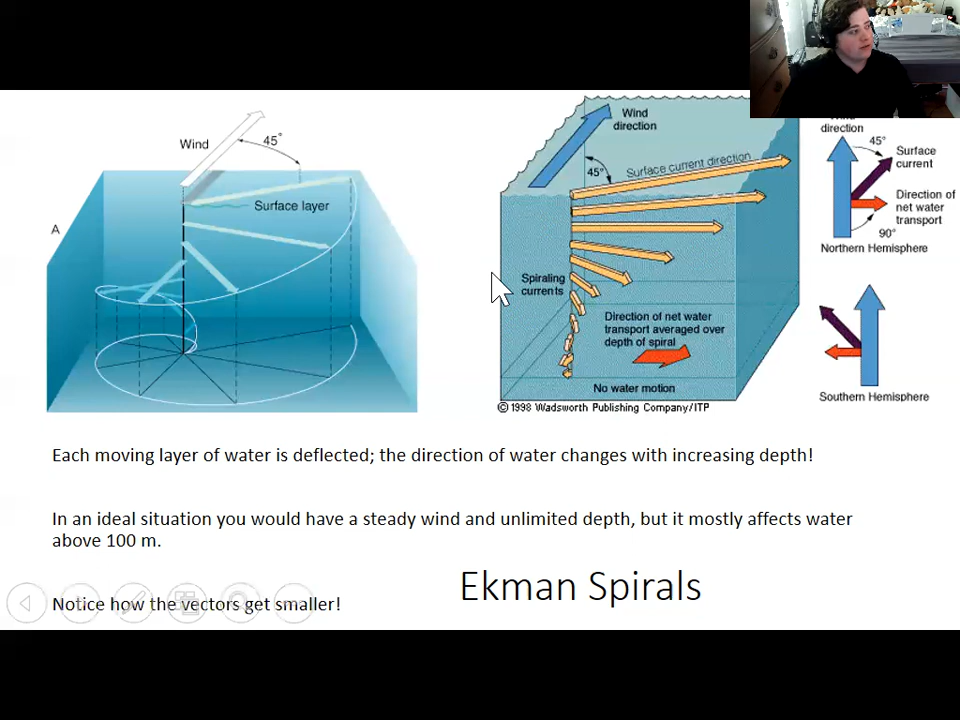 Wind
45°
Surface layer
A
Wind
direction
45°
Surface current direction
Spiraling
currents
Direction of net water
transport averaged over
depth of spiral
No water motion
© 1998 Wadsworth Publishing Company/ITP
direction
45°
Surface
current
Direction of
net water
transport
90°
Northern Hemisphere
Southern Hemisphere
Each moving layer of water is deflected; the direction of water changes with increasing depth!
In an ideal situation you would have a steady wind and unlimited depth, but it mostly affects water
above 100 m.
Notice how the vectors get smaller!
Ekman Spirals